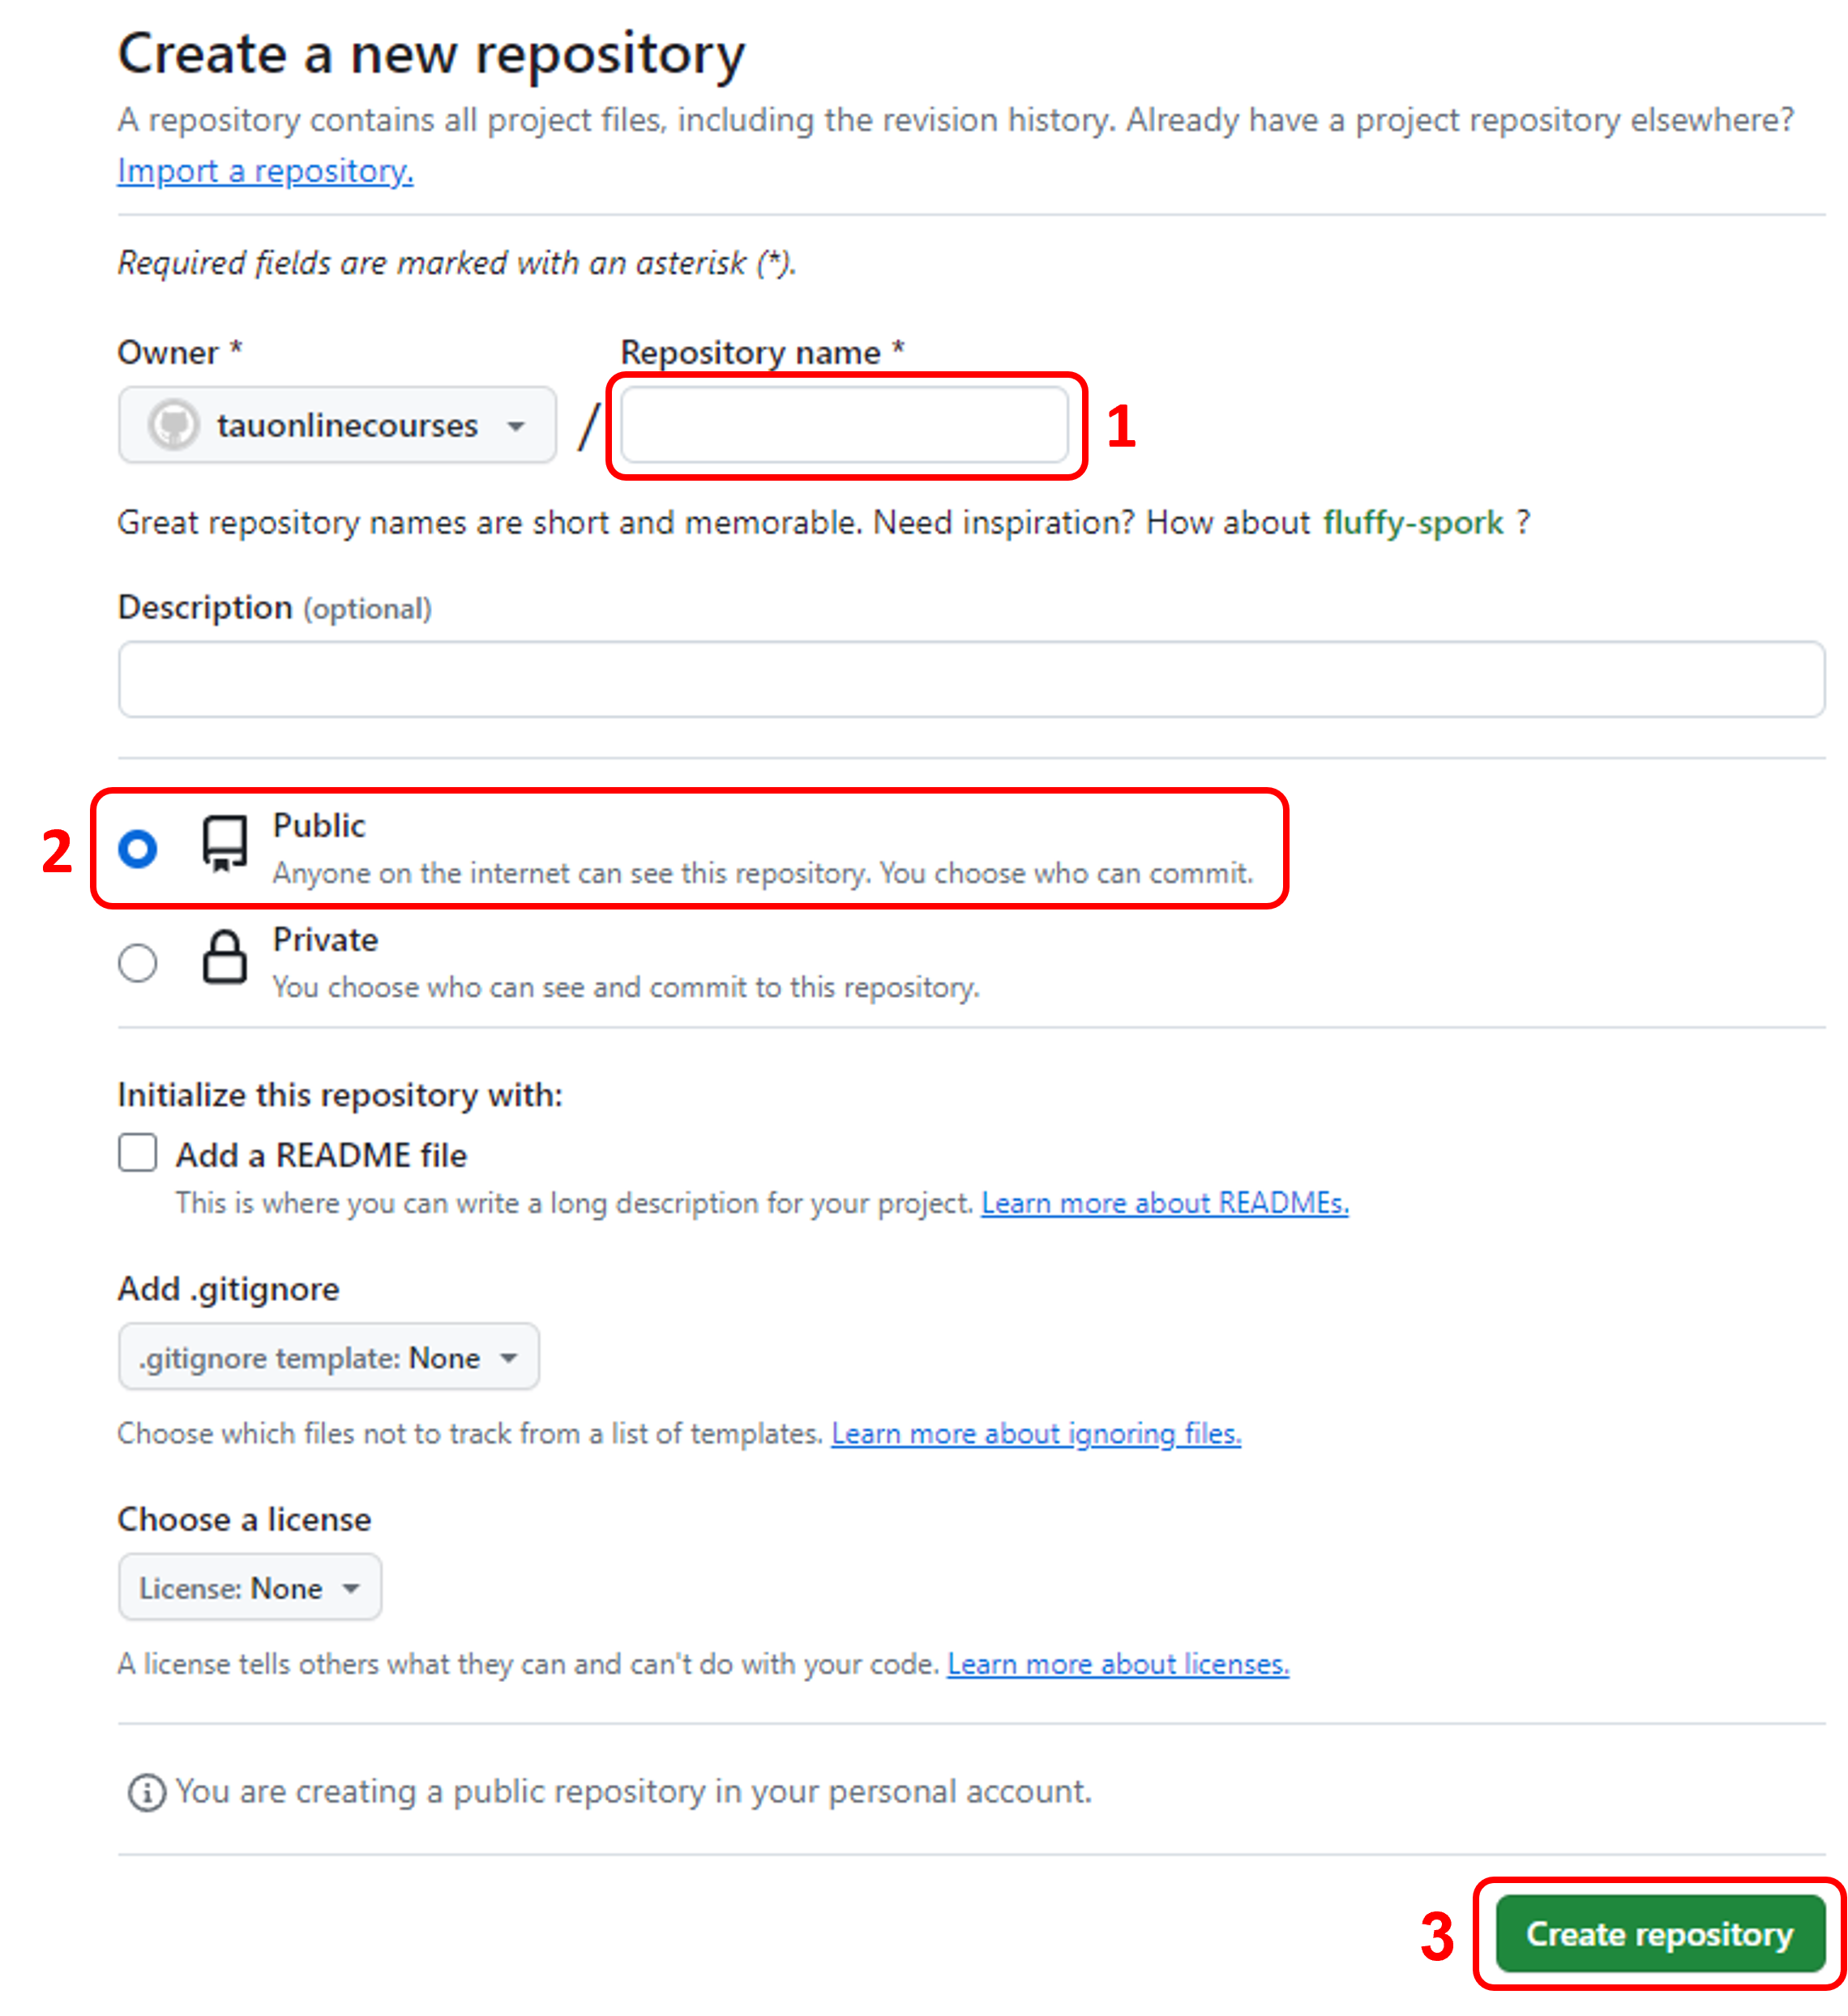 Create a new repository
A repository contains all project files, including the revision history. Already have a project repository elsewhere?
Import a repository.
Required fields are marked with an asterisk (*).
Owner * Repository name *
tauonlinecourses / 1
Great repository names are short and memorable. Need inspiration? How about fluffy-spork ?
Description (optional)
Public
2 Anyone on the internet can see this repository. You choose who can commit.
Private
You choose who can see and commit to this repository.
Initialize this repository with:
Add a README file
This is where you can write a long description for your project. Learn more about READMEs.
Add .gitignore
.gitignore template: None
Choose which files not to track from a list of templates. Learn more about ignoring files.
Choose a license
License: None
A license tells others what they can and can't do with your code. Learn more about licenses.
You are creating a public repository in your personal account.
3 Create repository